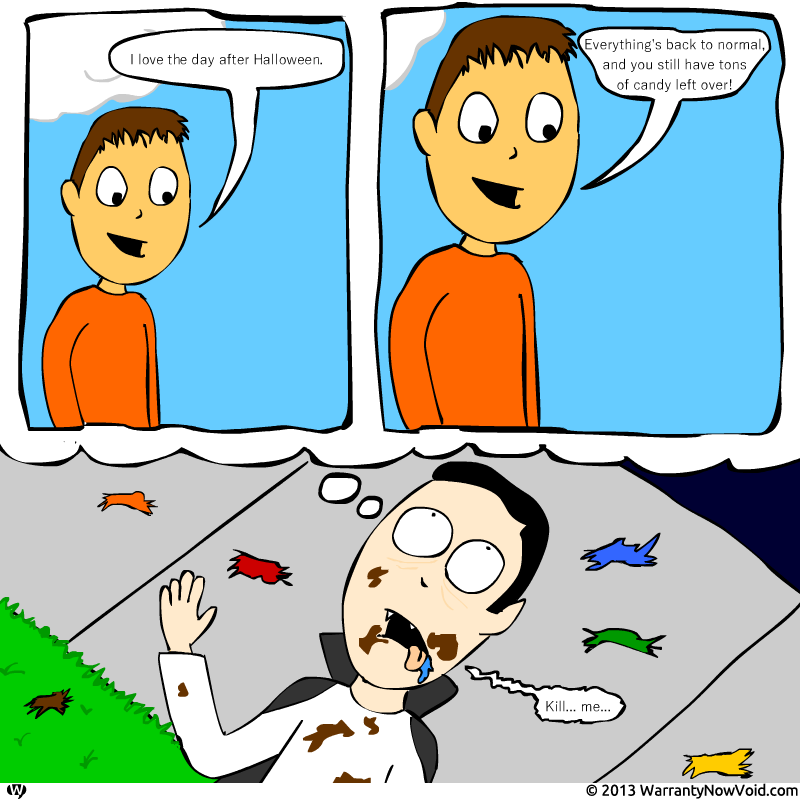 I love the day after Halloween.
Everything's back to normal,
and you still have tons
of candy left over!
Kill... me...
W
© 2013 WarrantyNowVoid.com